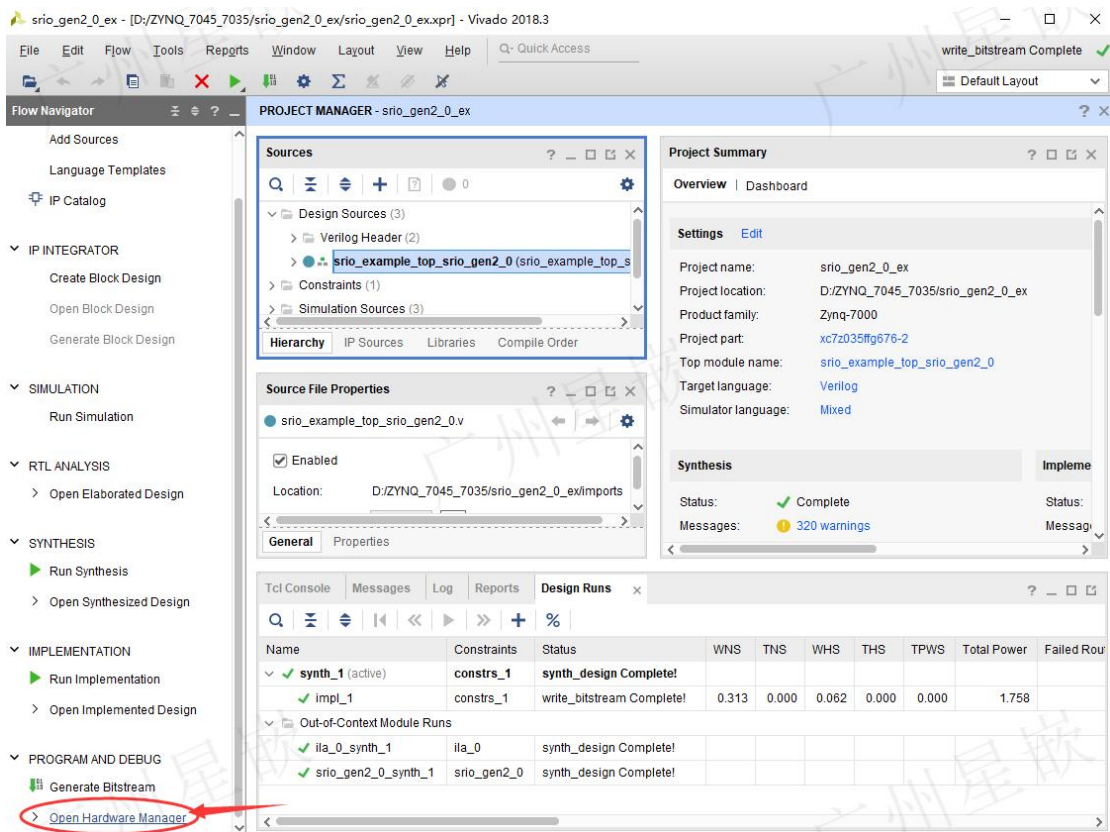 srio_gen2_0_ex - [D:/ZYNQ_7045_7035/srio_gen2_0_ex/srio_gen2_0_ex.xpr] - Vivado 2018.3
File Edit Flow Tools Reports Window Layout View Help Q- Quick Access write_bitstream Complete
Default Layout
Flow Navigator
Add Sources
Language Templates
IP Catalog
IP INTEGRATOR
Create Block Design
Open Block Design
Generate Block Design
SIMULATION
Run Simulation
RTL ANALYSIS
Open Elaborated Design
SYNTHESIS
Run Synthesis
Open Synthesized Design
IMPLEMENTATION
Run Implementation
Open Implemented Design
PROGRAM AND DEBUG
Generate Bitstream
Open Hardware Manager
PROJECT MANAGER - srio_gen2_0_ex
Sources
0
Design Sources (3)
Verilog Header (2)
srio_example_top_srio_gen2_0 (srio_example_top_s
Constraints (1)
Simulation Sources (3)
Hierarchy IP Sources Libraries Compile Order
Source File Properties
srio_example_top_srio_gen2_0.v
Enabled
Location: D:/ZYNQ_7045_7035/srio_gen2_0_ex/imports
General Properties
Project Summary
Overview | Dashboard
Settings Edit
Project name: srio_gen2_0_ex
Project location: D:/ZYNQ_7045_7035/srio_gen2_0_ex
Product family: Zynq-7000
Project part: xc7z035ffg676-2
Top module name: srio_example_top_srio_gen2_0
Target language: Verilog
Simulator language: Mixed
Synthesis Impleme
Status: Complete Status:
Messages: 320 warnings Messag
Tcl Console Messages Log Reports Design Runs
Name Constraints Status WNS TNS WHS THS TPWS Total Power Failed Rou
synth_1 (active) constrs_1 synth_design Complete!
impl_1 constrs_1 write_bitstream Complete! 0.313 0.000 0.062 0.000 0.000 1.758
Out-of-Context Module Runs
ila_0_synth_1 ila_0 synth_design Complete!
srio_gen2_0_synth_1 srio_gen2_0 synth_design Complete!
广州星嵌